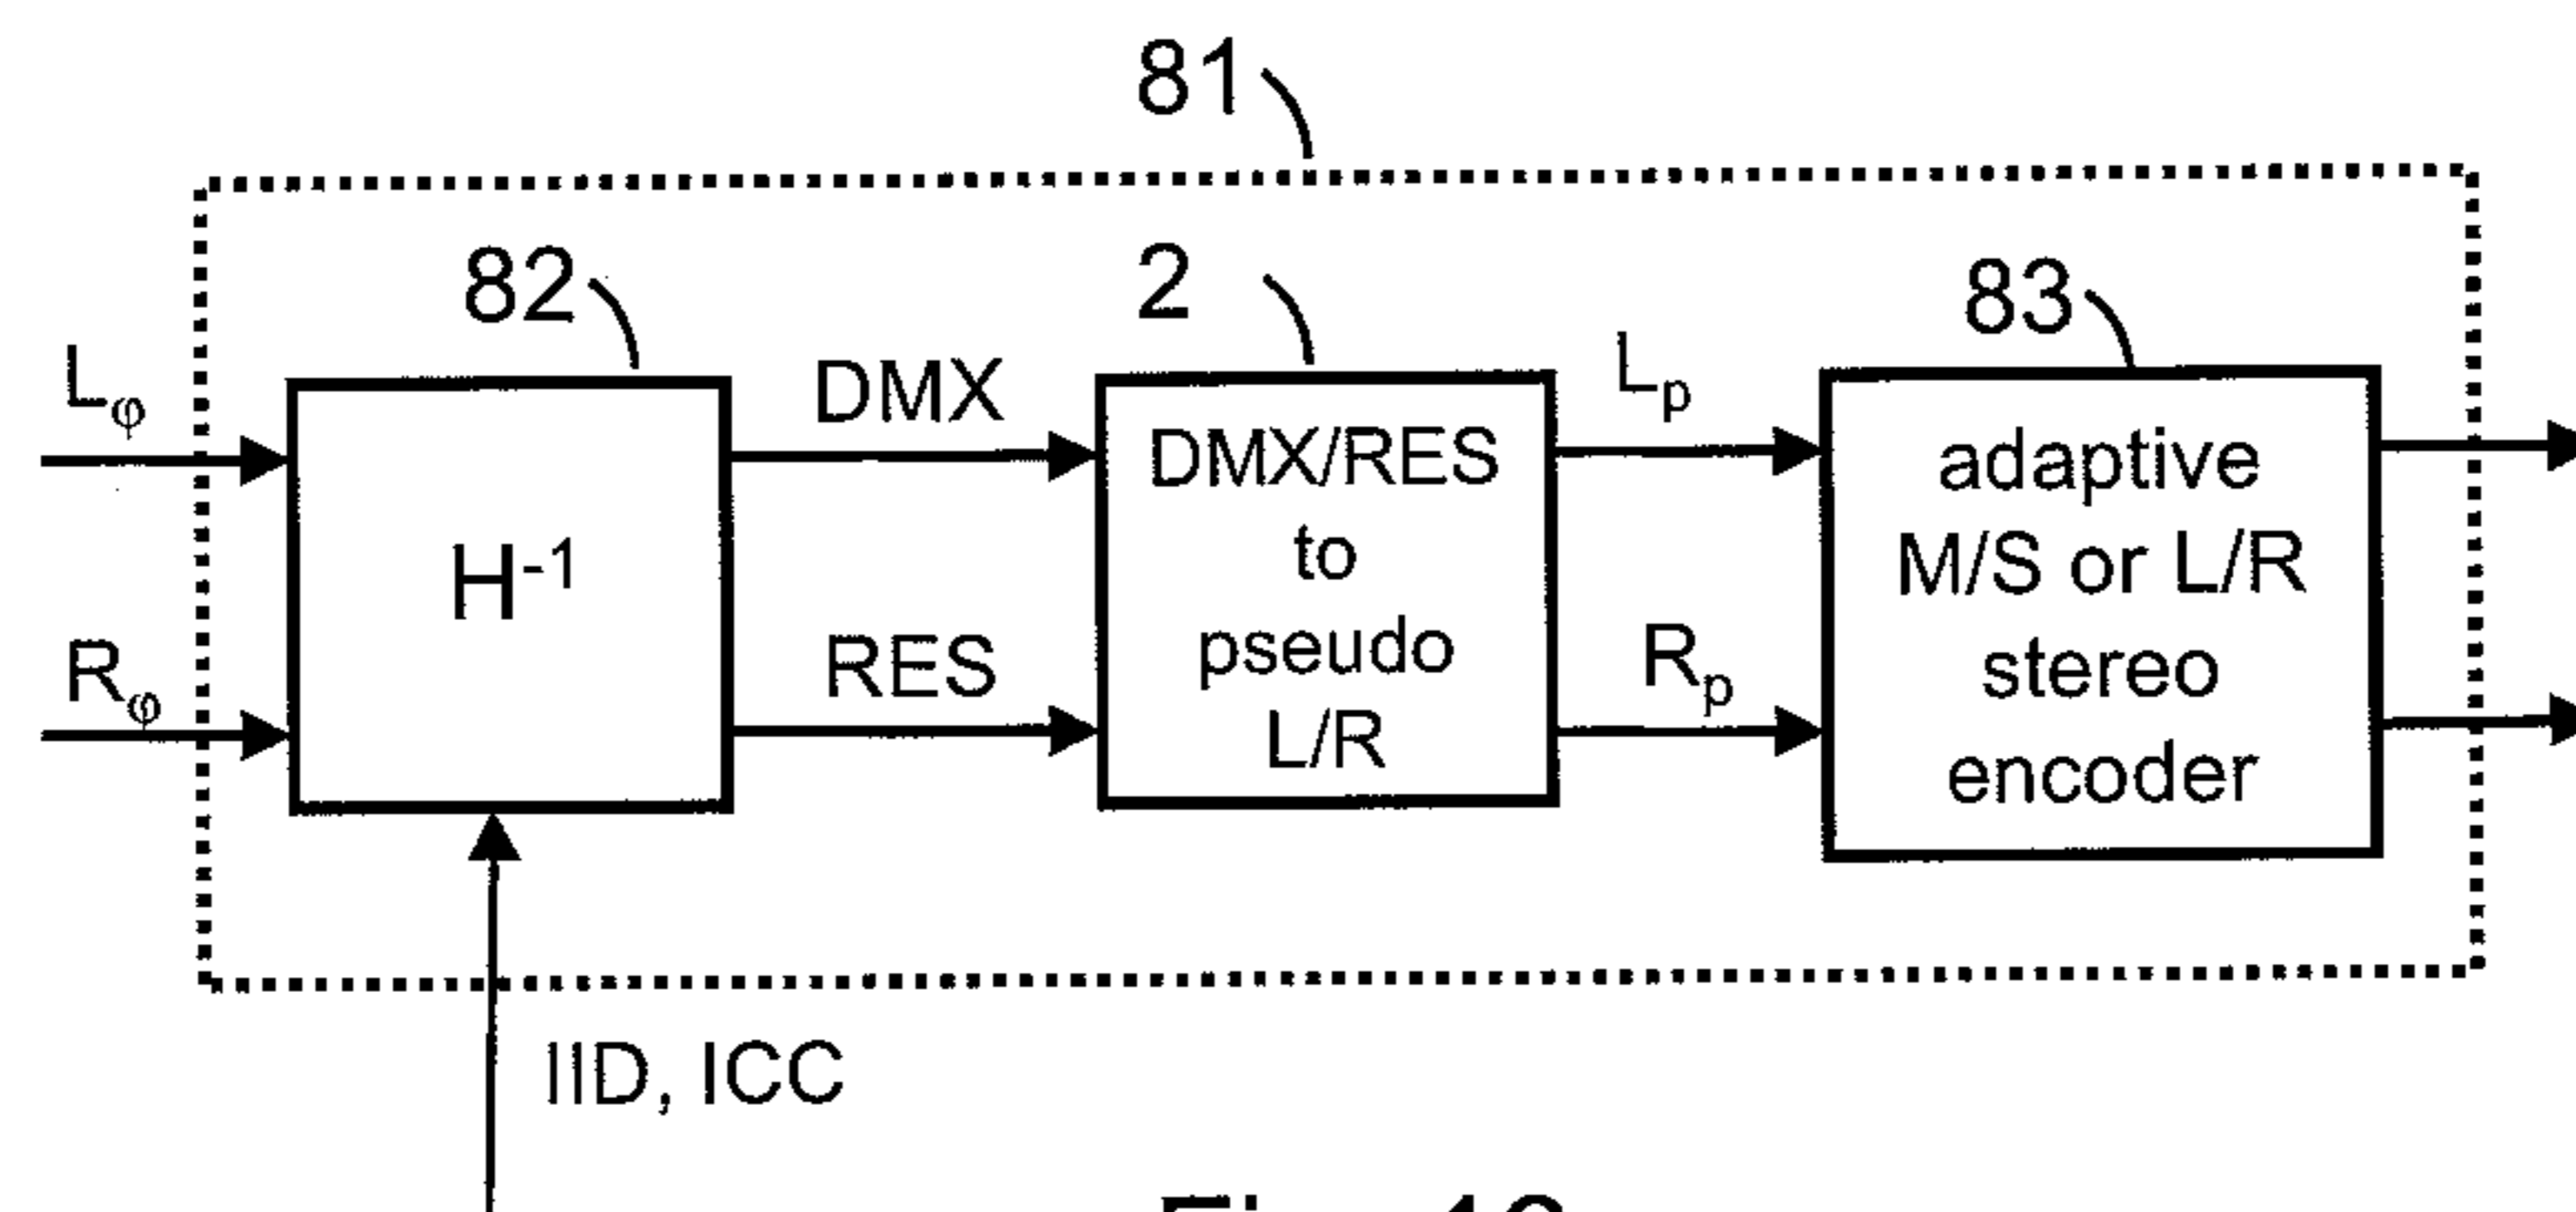 81
82
2
83
Lφ
DMX
Lp
Rφ
RES
Rp
H-1
DMX/RES
to
pseudo
L/R
adaptive
M/S or L/R
stereo
encoder
IID, ICC